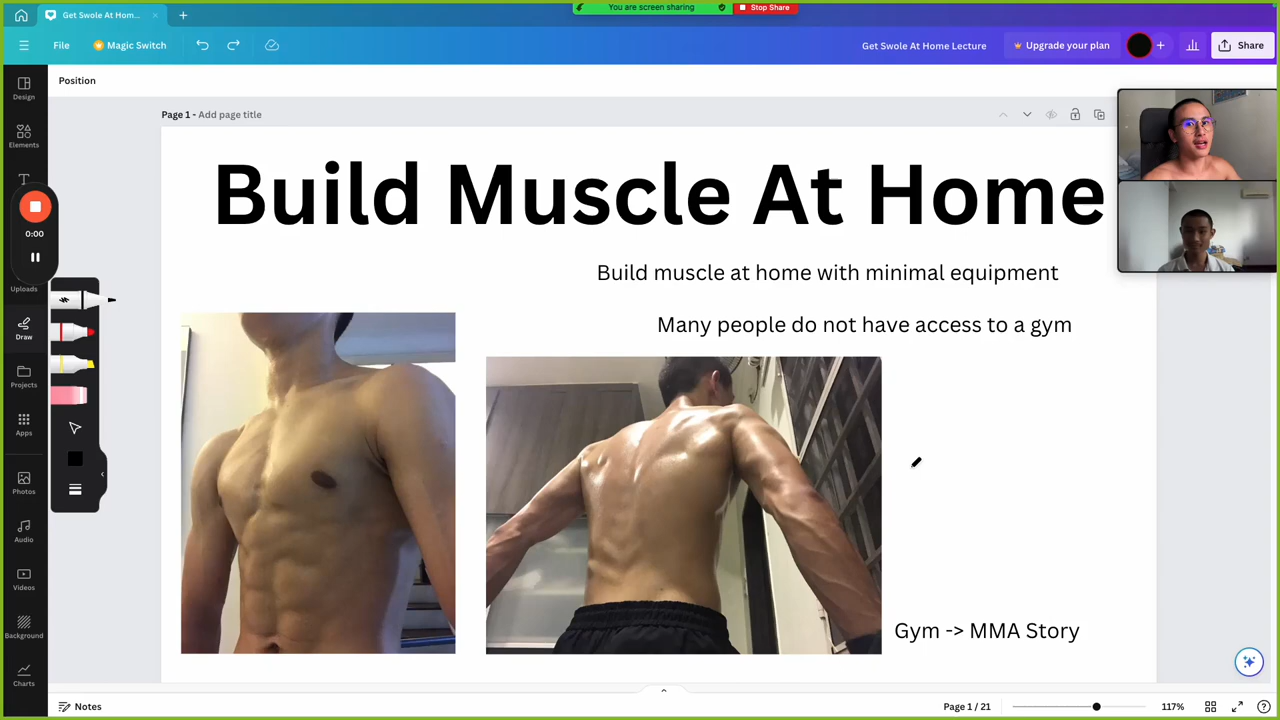 Get Swole At Home...
You are screen sharing
Stop Share
File
Magic Switch
Get Swole At Home Lecture
Upgrade your plan
Share
Position
Design
Page 1 - Add page title
Elements
Build Muscle At Home
0:00
Build muscle at home with minimal equipment
Uploads
Many people do not have access to a gym
Draw
Projects
Apps
Photos
Audio
Videos
Background
Gym -> MMA Story
Charts
Notes
Page 1 / 21
117%